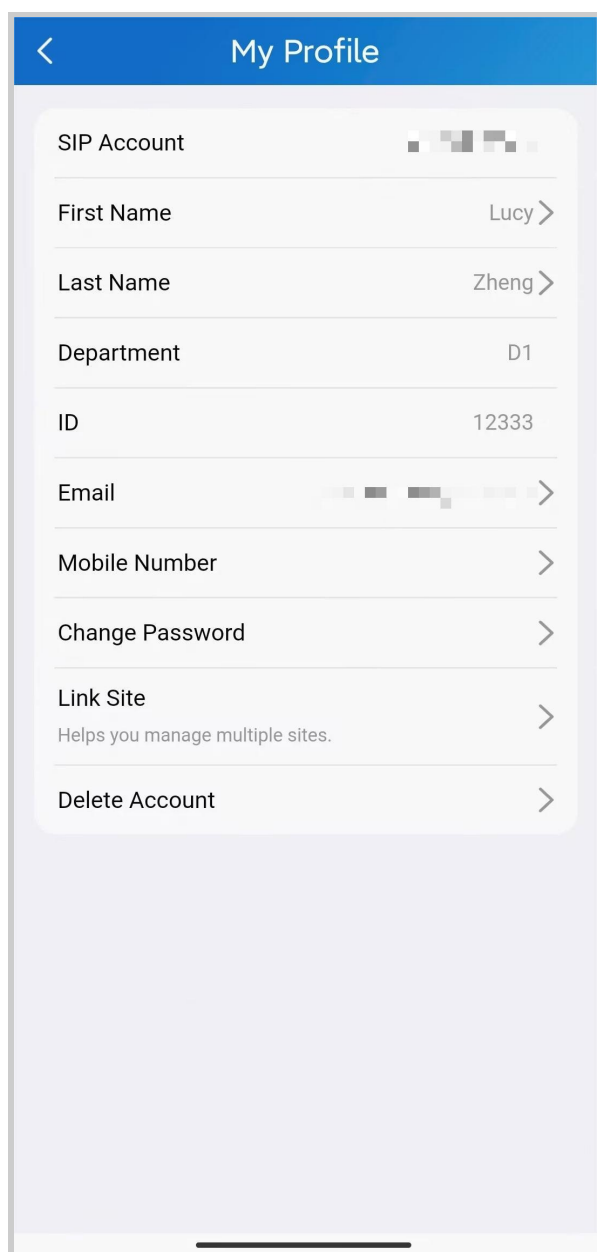 My Profile
SIP Account
First Name Lucy
Last Name Zheng
Department D1
ID 12333
Email
Mobile Number
Change Password
Link Site
Helps you manage multiple sites.
Delete Account